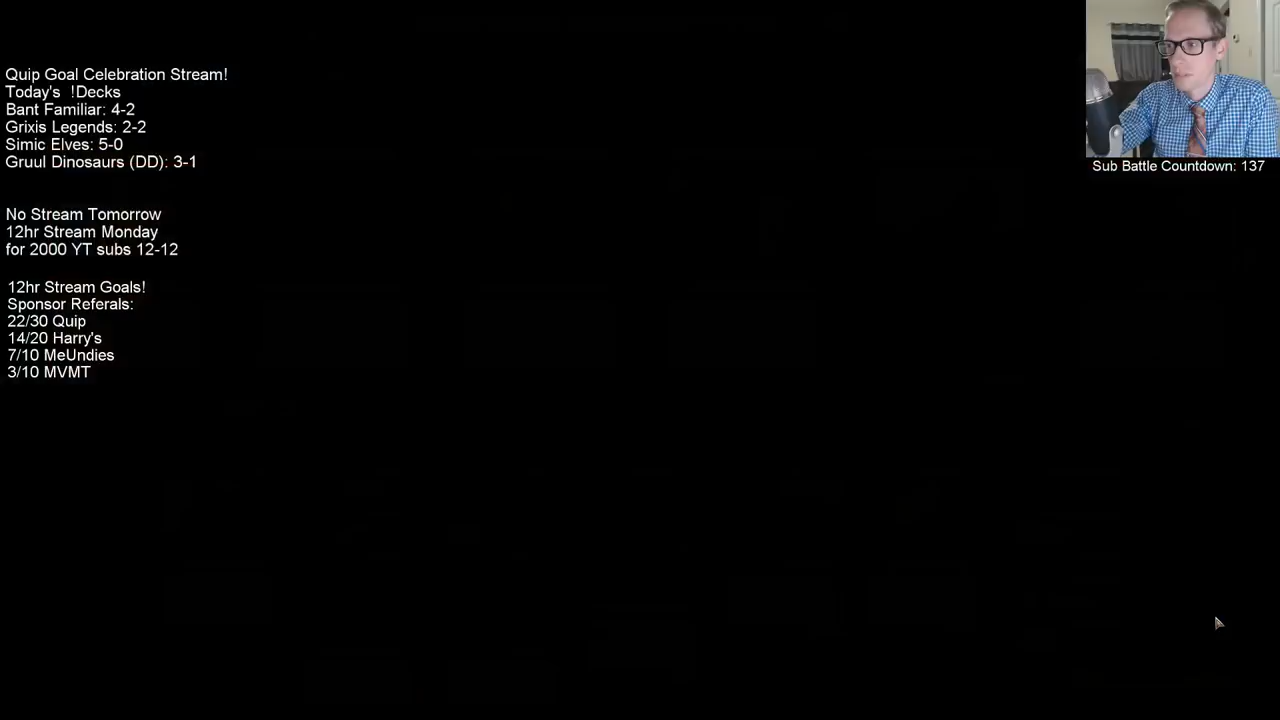 Quip Goal Celebration Stream!
Today's !Decks
Bant Familiar: 4-2
Grixis Legends: 2-2
Simic Elves: 5-0
Gruul Dinosaurs (DD): 3-1
No Stream Tomorrow
12hr Stream Monday
for 2000 YT subs 12-12
12hr Stream Goals!
Sponsor Referals:
22/30 Quip
14/20 Harry's
7/10 MeUndies
3/10 MVMT
Sub Battle Countdown: 137